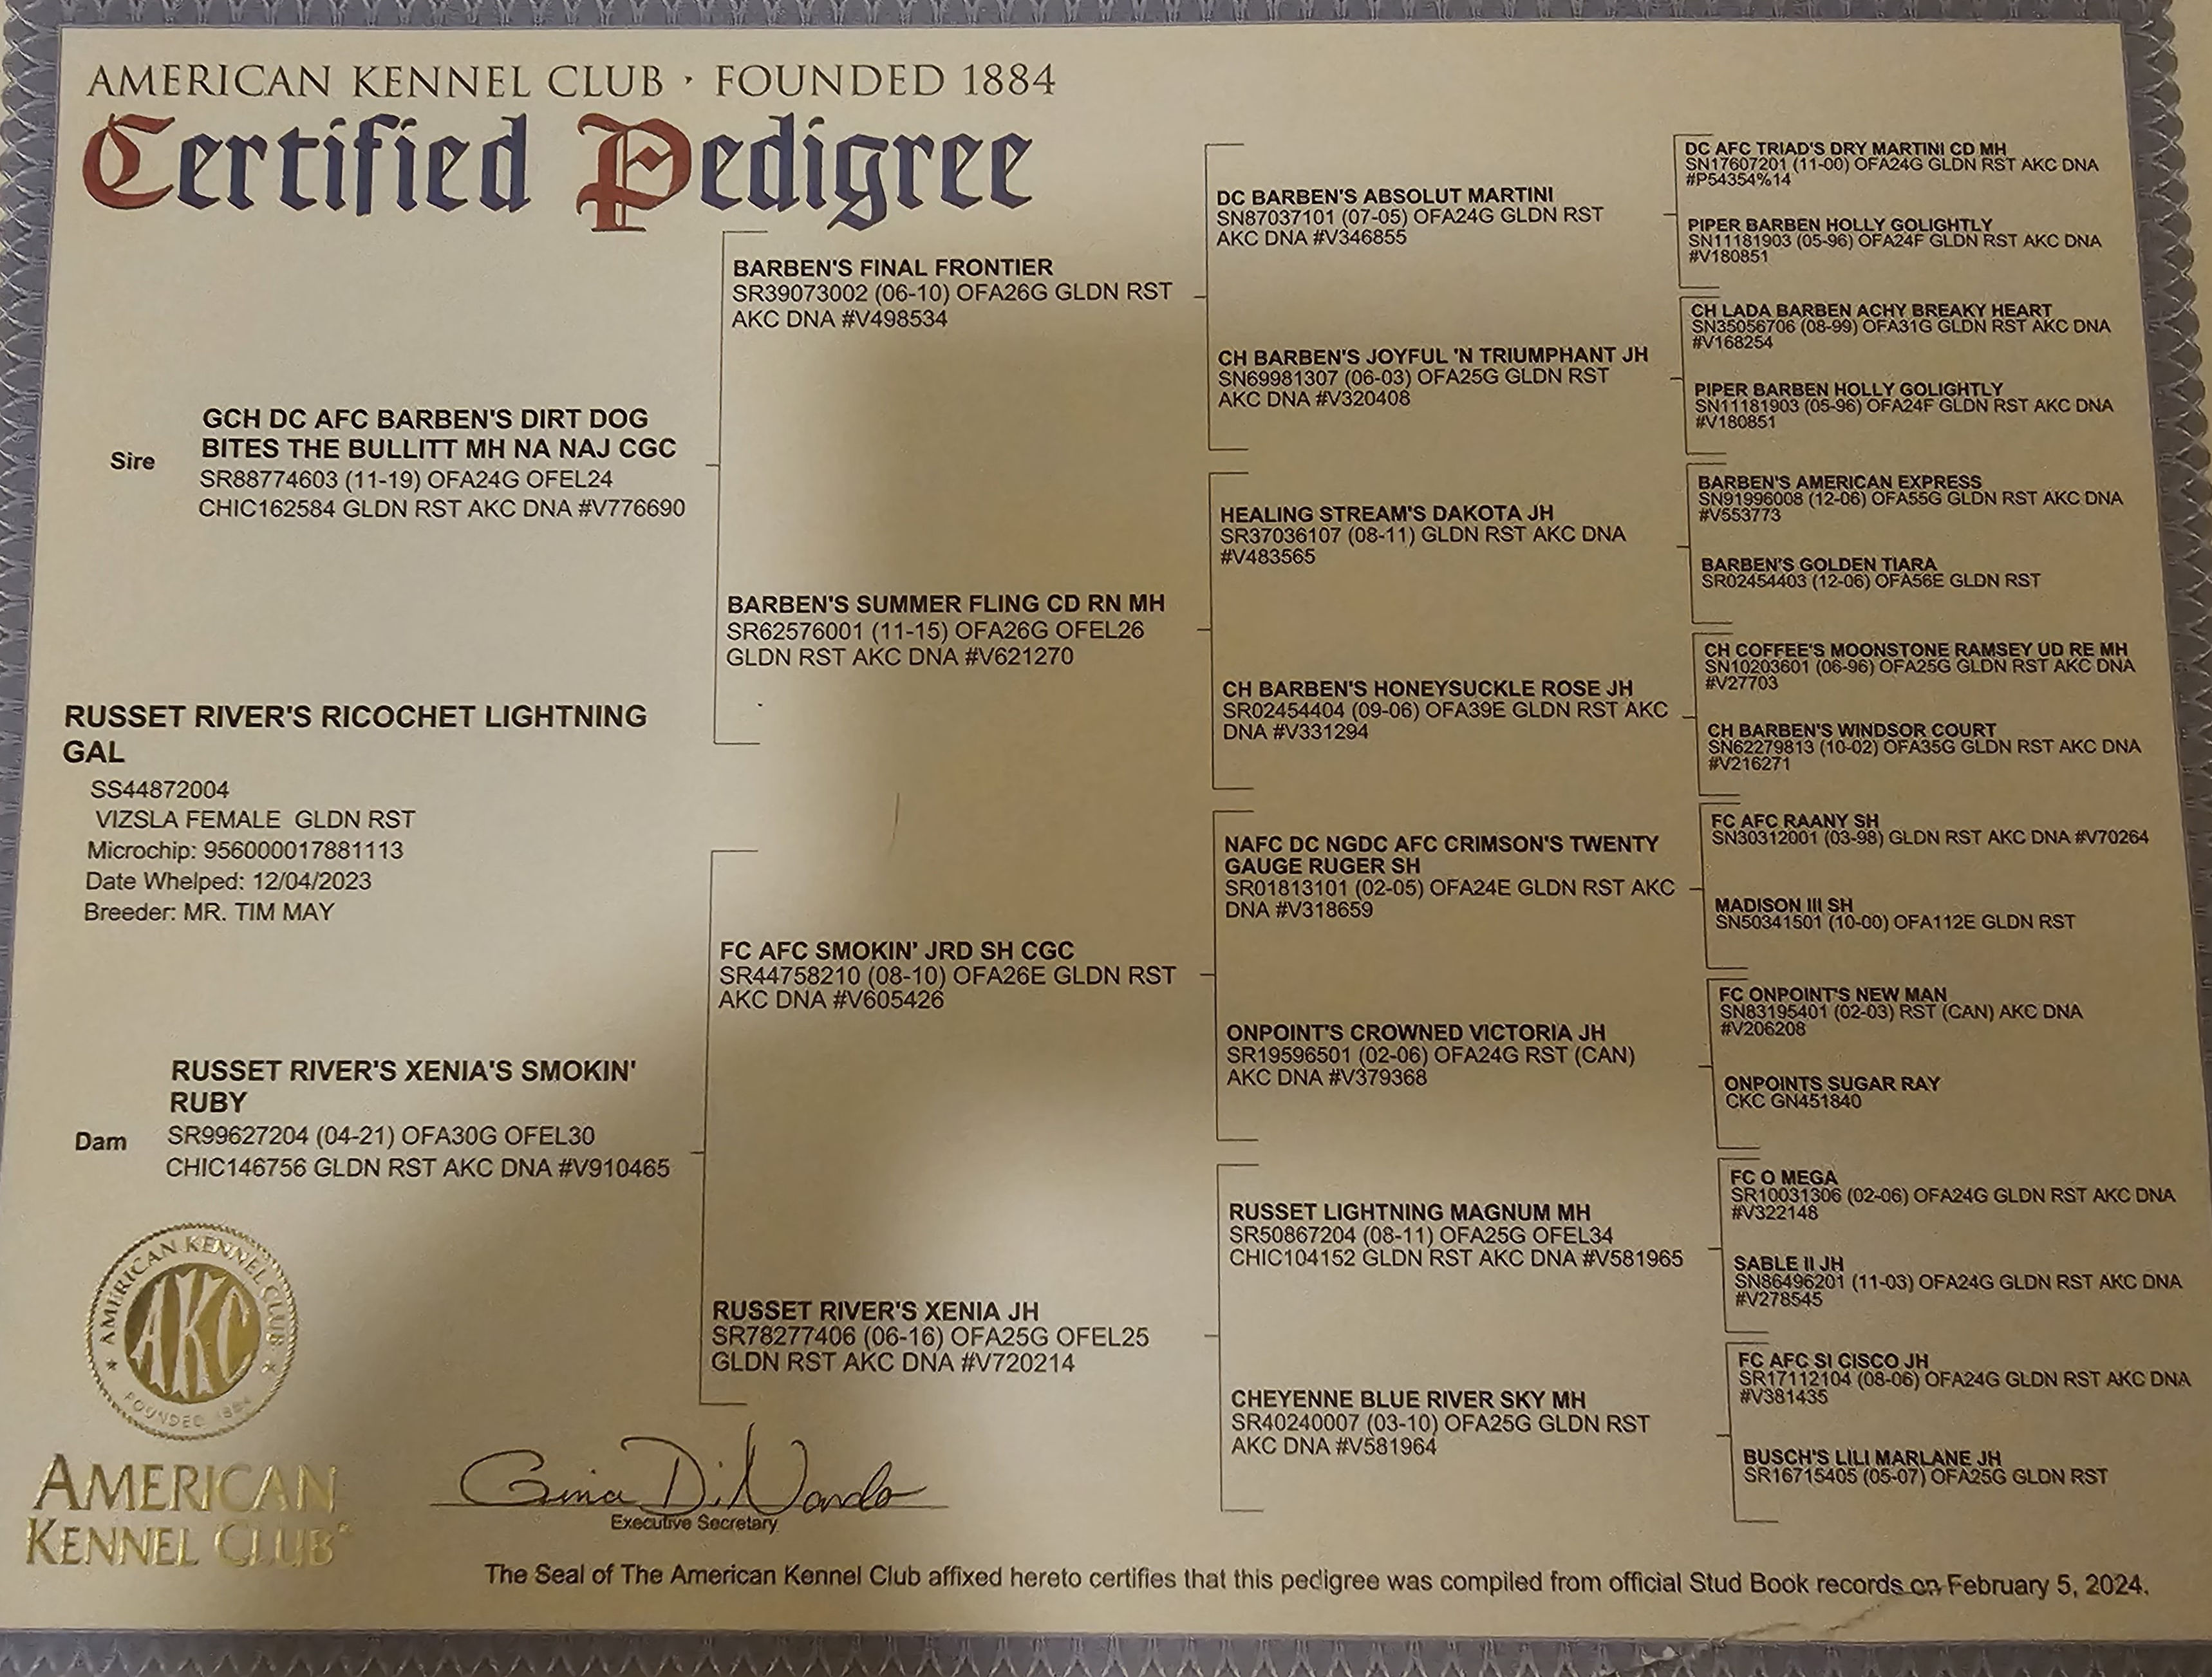 AMERICAN KENNEL CLUB · FOUNDED 1884
Certified Pedigree
Sire
GCH DC AFC BARBEN'S DIRT DOG
BITES THE BULLITT MH NA NAJ CGC
SR88774603 (11-19) OFA24G OFEL24
CHIC162584 GLDN RST AKC DNA #V776690
RUSSET RIVER'S RICOCHET LIGHTNING
GAL
SS44872004
VIZSLA FEMALE GLDN RST
Microchip: 956000017881113
Date Whelped: 12/04/2023
Breeder: MR. TIM MAY
Dam
RUSSET RIVER'S XENIA'S SMOKIN'
RUBY
SR99627204 (04-21) OFA30G OFEL30
CHIC146756 GLDN RST AKC DNA #V910465
BARBEN'S FINAL FRONTIER
SR39073002 (06-10) OFA26G GLDN RST
AKC DNA #V498534
BARBEN'S SUMMER FLING CD RN MH
SR62576001 (11-15) OFA26G OFEL26
GLDN RST AKC DNA #V621270
FC AFC SMOKIN' JRD SH CGC
SR44758210 (08-10) OFA26E GLDN RST
AKC DNA #V605426
RUSSET RIVER'S XENIA JH
SR78277406 (06-16) OFA25G OFEL25
GLDN RST AKC DNA #V720214
DC BARBEN'S ABSOLUT MARTINI
SN87037101 (07-05) OFA24G GLDN RST
AKC DNA #V346855
CH BARBEN'S JOYFUL 'N TRIUMPHANT JH
SN69981307 (06-03) OFA25G GLDN RST
AKC DNA #V320408
HEALING STREAM'S DAKOTA JH
SR37036107 (08-11) GLDN RST AKC DNA
#V483565
CH BARBEN'S HONEYSUCKLE ROSE JH
SR02454404 (09-06) OFA39E GLDN RST AKC
DNA #V331294
NAFC DC NGDC AFC CRIMSON'S TWENTY
GAUGE RUGER SH
SR01813101 (02-05) OFA24E GLDN RST AKC
DNA #V318659
ONPOINT'S CROWNED VICTORIA JH
SR19596501 (02-06) OFA24G RST (CAN)
AKC DNA #V379368
RUSSET LIGHTNING MAGNUM MH
SR50867204 (08-11) OFA25G OFEL34
CHIC104152 GLDN RST AKC DNA #V581965
CHEYENNE BLUE RIVER SKY MH
SR40240007 (03-10) OFA25G GLDN RST
AKC DNA #V581964
DC AFC TRIAD'S DRY MARTINI CD MH
SN17607201 (11-00) OFA24G GLDN RST AKC DNA
#P54354%14
PIPER BARBEN HOLLY GOLIGHTLY
SN11181903 (05-96) OFA24F GLDN RST AKC DNA
#V180851
CH LADA BARBEN ACHY BREAKY HEART
SN35056706 (08-99) OFA31G GLDN RST AKC DNA
#V168254
PIPER BARBEN HOLLY GOLIGHTLY
SN11181903 (05-96) OFA24F GLDN RST AKC DNA
#V180851
BARBEN'S AMERICAN EXPRESS
SN91996008 (12-06) OFA55G GLDN RST AKC DNA
#V553773
BARBEN'S GOLDEN TIARA
SR02454403 (12-06) OFA56E GLDN RST
CH COFFEE'S MOONSTONE RAMSEY UD RE MH
SN10203601 (06-96) OFA25G GLDN RST AKC DNA
#V27703
CH BARBEN'S WINDSOR COURT
SN62279813 (10-02) OFA35G GLDN RST AKC DNA
#V216271
FC AFC RAANY SH
SN30312001 (03-98) GLDN RST AKC DNA #V70264
MADISON III SH
SN50341501 (10-00) OFA112E GLDN RST
FC ONPOINT'S NEW MAN
SN83195401 (02-03) RST (CAN) AKC DNA
#V206208
ONPOINTS SUGAR RAY
CKC GN451840
FC O MEGA
SR10031306 (02-06) OFA24G GLDN RST AKC DNA
#V322148
SABLE II JH
SN86496201 (11-03) OFA24G GLDN RST AKC DNA
#V278545
FC AFC SI CISCO JH
SR17112104 (08-06) OFA24G GLDN RST AKC DNA
#V381435
BUSCH'S LILI MARLANE JH
SR16715405 (05-07) OFA25G GLDN RST
AMERICAN KENNEL CLUB
AKC
FOUNDED 1884
AMERICAN
KENNEL CLUB®
Gina DiNardo
Executive Secretary
The Seal of The American Kennel Club affixed hereto certifies that this pedigree was compiled from official Stud Book records on February 5, 2024.